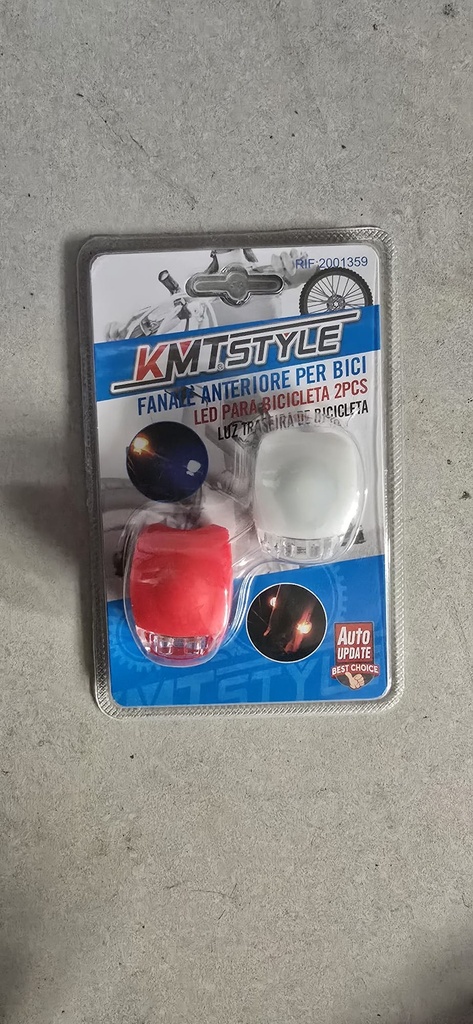 RIF:2001359
KMTSTYLE
®
FANALE ANTERIORE PER BICI
LED PARA BICICLETA 2PCS
LUZ TRASEIRA DE BICICLETA
Auto
UPDATE
BEST CHOICE
KMTSTYLE